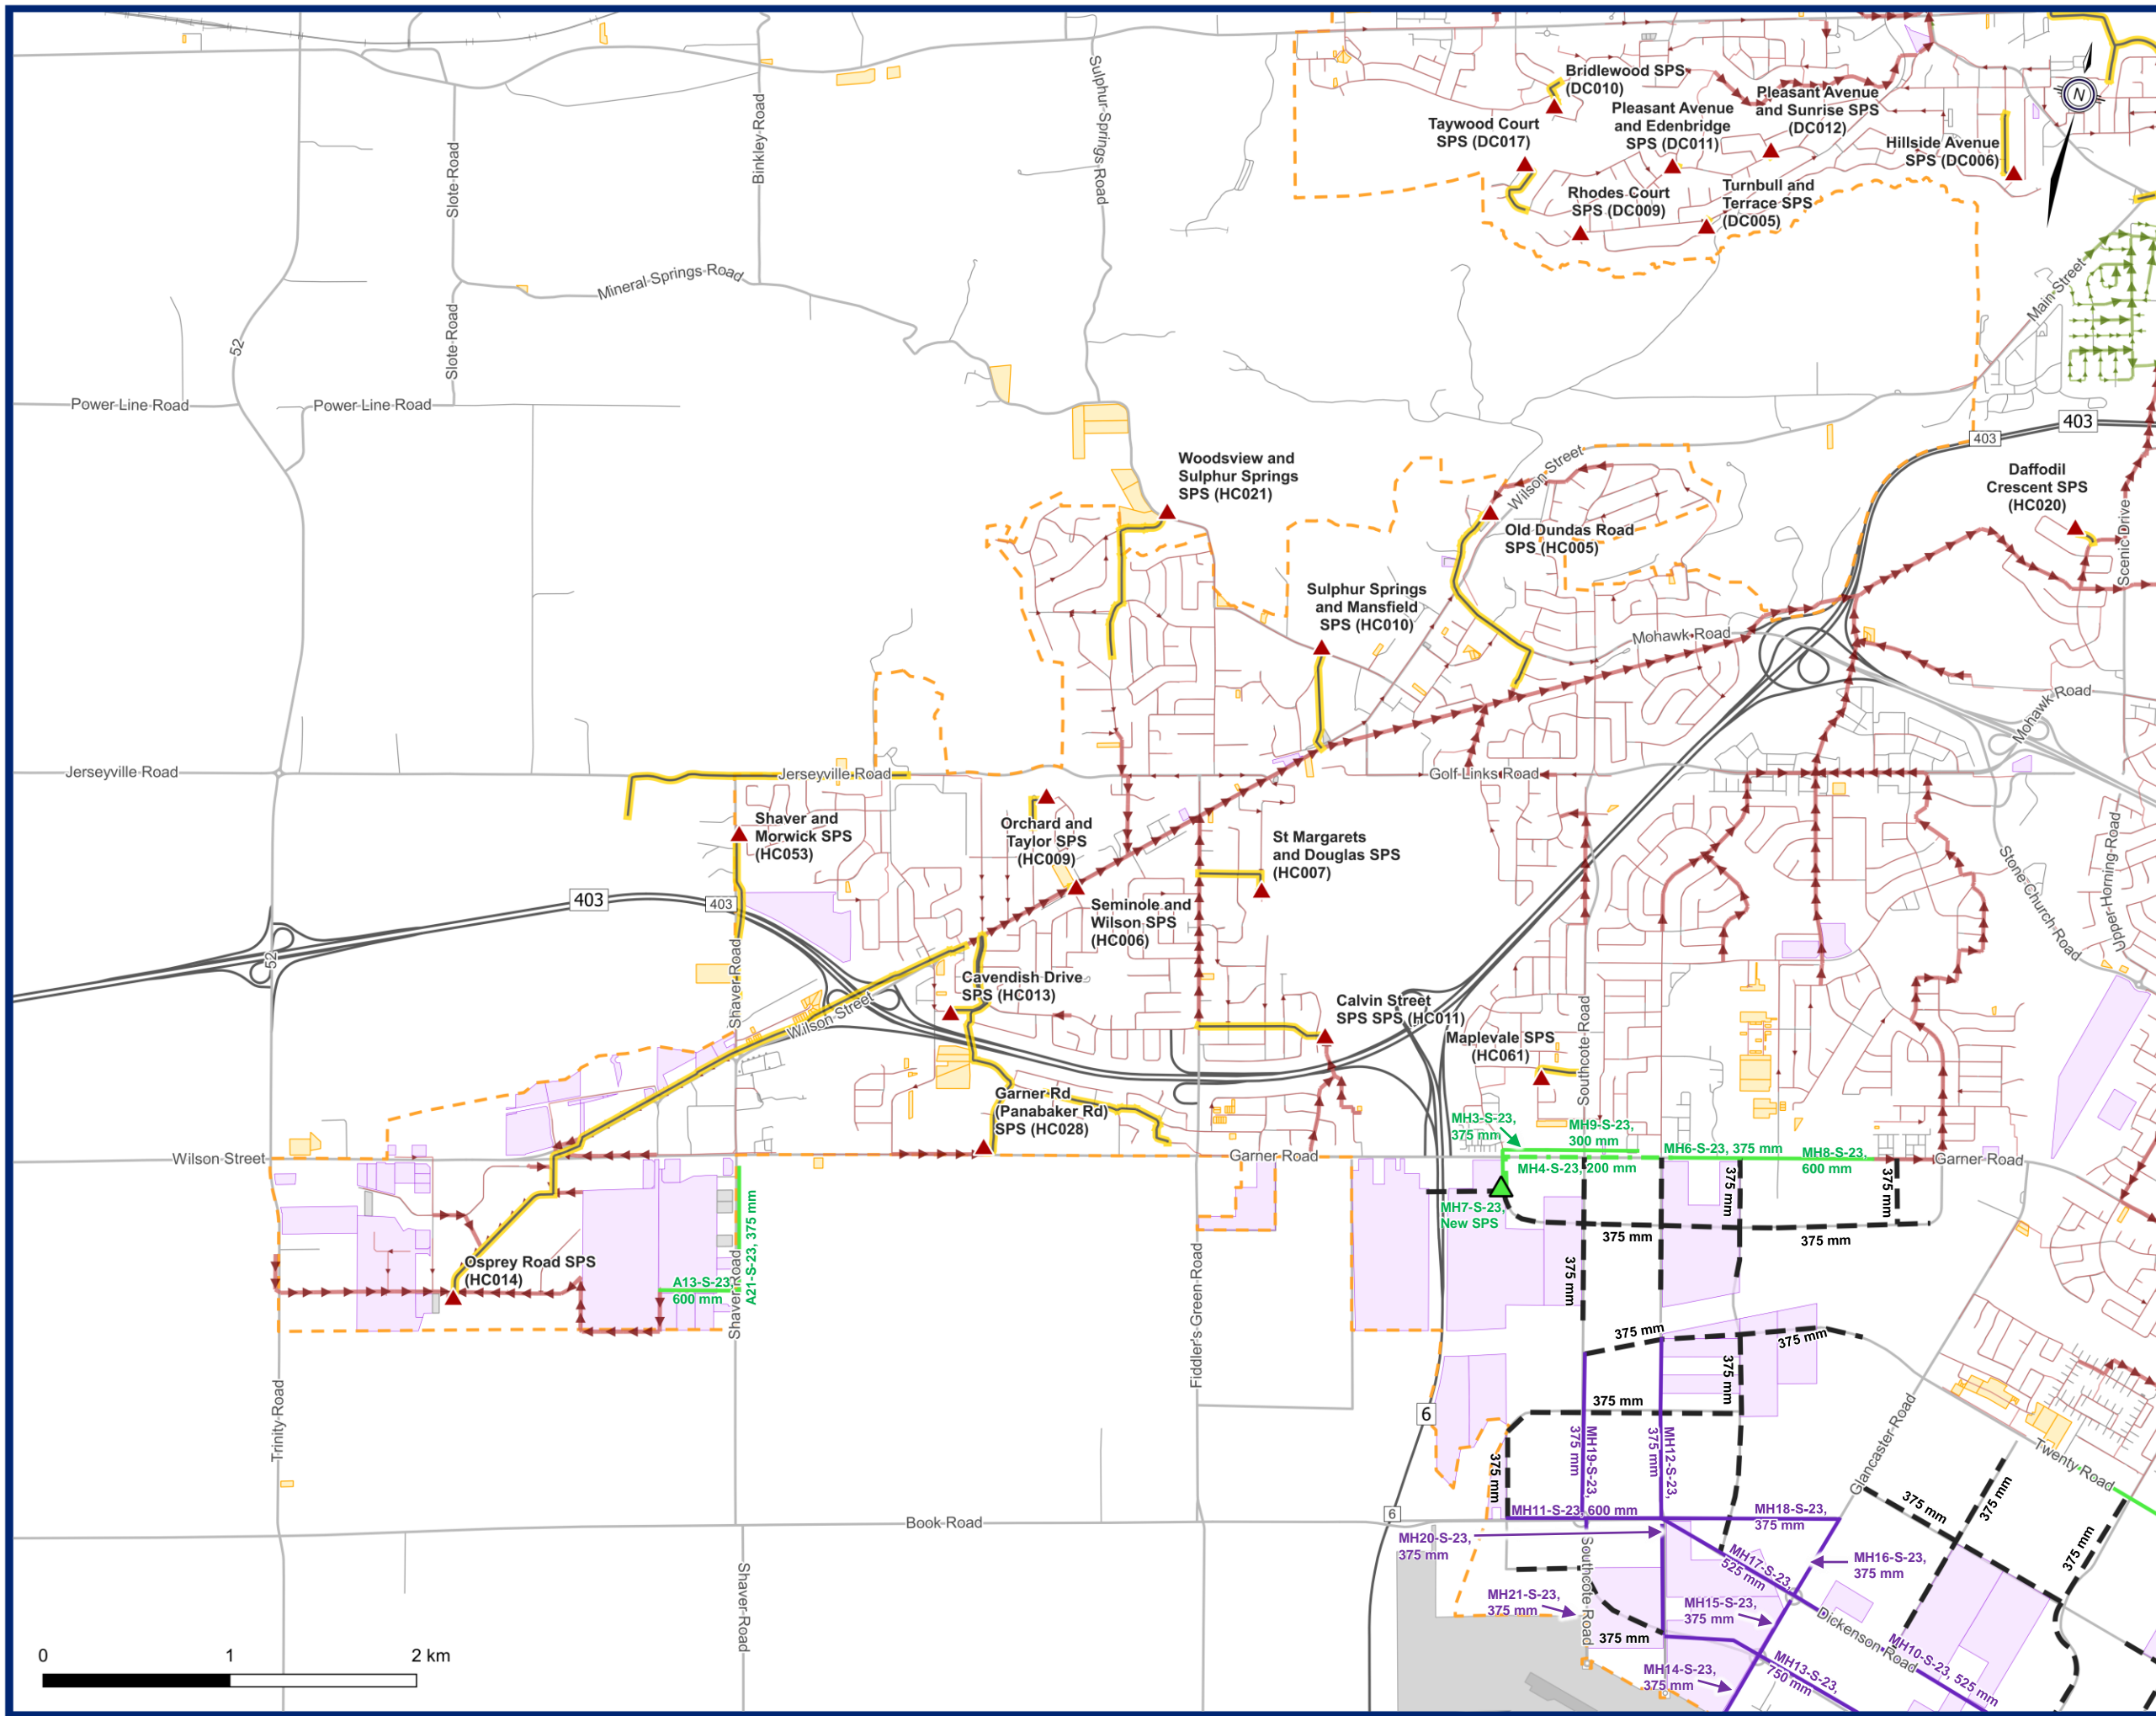 Bridlewood SPS
(DC010)
Pleasant Avenue
and Sunrise SPS
(DC012)
Pleasant Avenue
and Edenbridge
SPS (DC011)
Taywood Court
SPS (DC017)
Hillside Avenue
SPS (DC006)
Rhodes Court
SPS (DC009)
Turnbull and
Terrace SPS
(DC005)
N
Sulphur Springs Road
Binkley Road
Slote Road
Slote Road
Mineral Springs Road
Main Street
52
Power Line Road
Power Line Road
403
403
Woodsview and
Sulphur Springs
SPS (HC021)
Wilson Street
Old Dundas Road
SPS (HC005)
Daffodil
Crescent SPS
(HC020)
Scenic Drive
Sulphur Springs
and Mansfield
SPS (HC010)
Mohawk Road
Mohawk Road
Jerseyville Road
Jerseyville Road
Golf Links Road
Shaver and
Morwick SPS
(HC053)
Orchard and
Taylor SPS
(HC009)
St Margarets
and Douglas SPS
(HC007)
Seminole and
Wilson SPS
(HC006)
Stone Church Road
Upper Horning Road
403
403
52
Shaver Road
Wilson Street
Cavendish Drive
SPS (HC013)
Calvin Street
SPS SPS (HC011)
Maplevale SPS
(HC061)
Southcote Road
Garner Rd
(Panabaker Rd)
SPS (HC028)
MH3-S-23,
375 mm
MH9-S-23,
300 mm
MH6-S-23, 375 mm
MH8-S-23,
600 mm
MH4-S-23, 200 mm
MH7-S-23,
New SPS
Wilson Street
Garner Road
Garner Road
375 mm
375 mm
375 mm
375 mm
375 mm
A21-S-23, 375 mm
A13-S-23,
600 mm
Osprey Road SPS
(HC014)
Shaver Road
Fiddler's Green Road
Trinity Road
375 mm
375 mm
375 mm
375 mm
375 mm
6
6
MH19-S-23,
375 mm
MH12-S-23,
375 mm
Glancaster Road
Twenty Road
MH11-S-23, 600 mm
MH18-S-23,
375 mm
375 mm
375 mm
375 mm
Book Road
MH20-S-23,
375 mm
MH17-S-23,
525 mm
MH16-S-23,
375 mm
MH21-S-23,
375 mm
MH15-S-23,
375 mm
Southcote Road
Shaver Road
375 mm
Dickenson Road
MH10-S-23, 525 mm
MH14-S-23,
375 mm
MH13-S-23,
750 mm
0 1 2 km